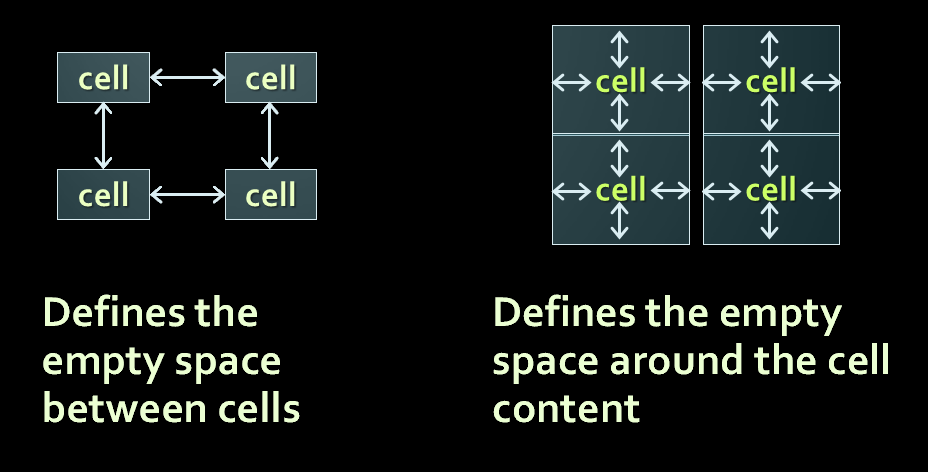 cell cell
cell cell
Defines the
empty space
between cells
cell cell
cell cell
Defines the empty
space around the cell
content